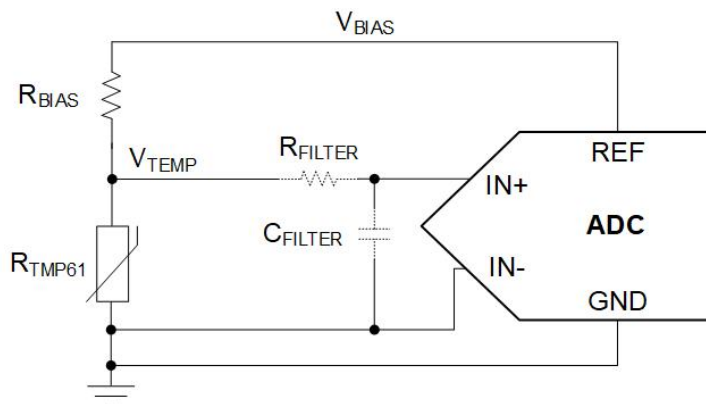 VBIAS
RBIAS
VTEMP
RFILTER
REF
IN+
CFILTER
ADC
RTMP61
IN-
GND